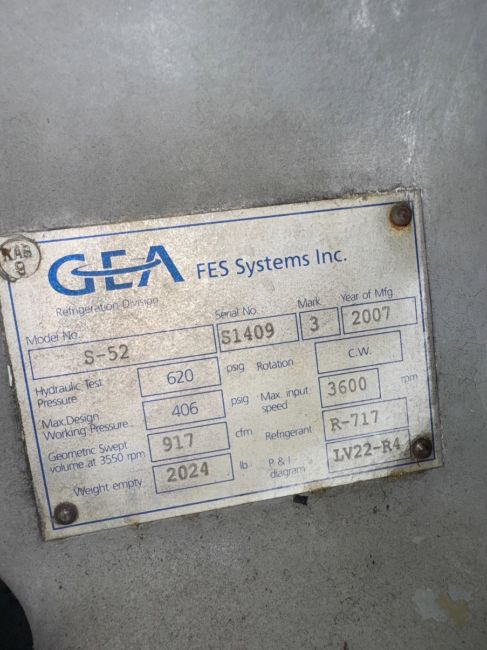 KAB
9
GEA FES Systems Inc.
Refrigeration Division
Model No. S-52 Serial No. S1409 Mark 3 Year of Mfg. 2007
Hydraulic Test Pressure 620 psig Rotation C.W.
Max.Design Working Pressure 406 psig Max. input speed 3600 rpm
Geometric Swept volume at 3550 rpm 917 cfm Refrigerant R-717
Weight empty 2024 lb P & I diagram LV22-R4